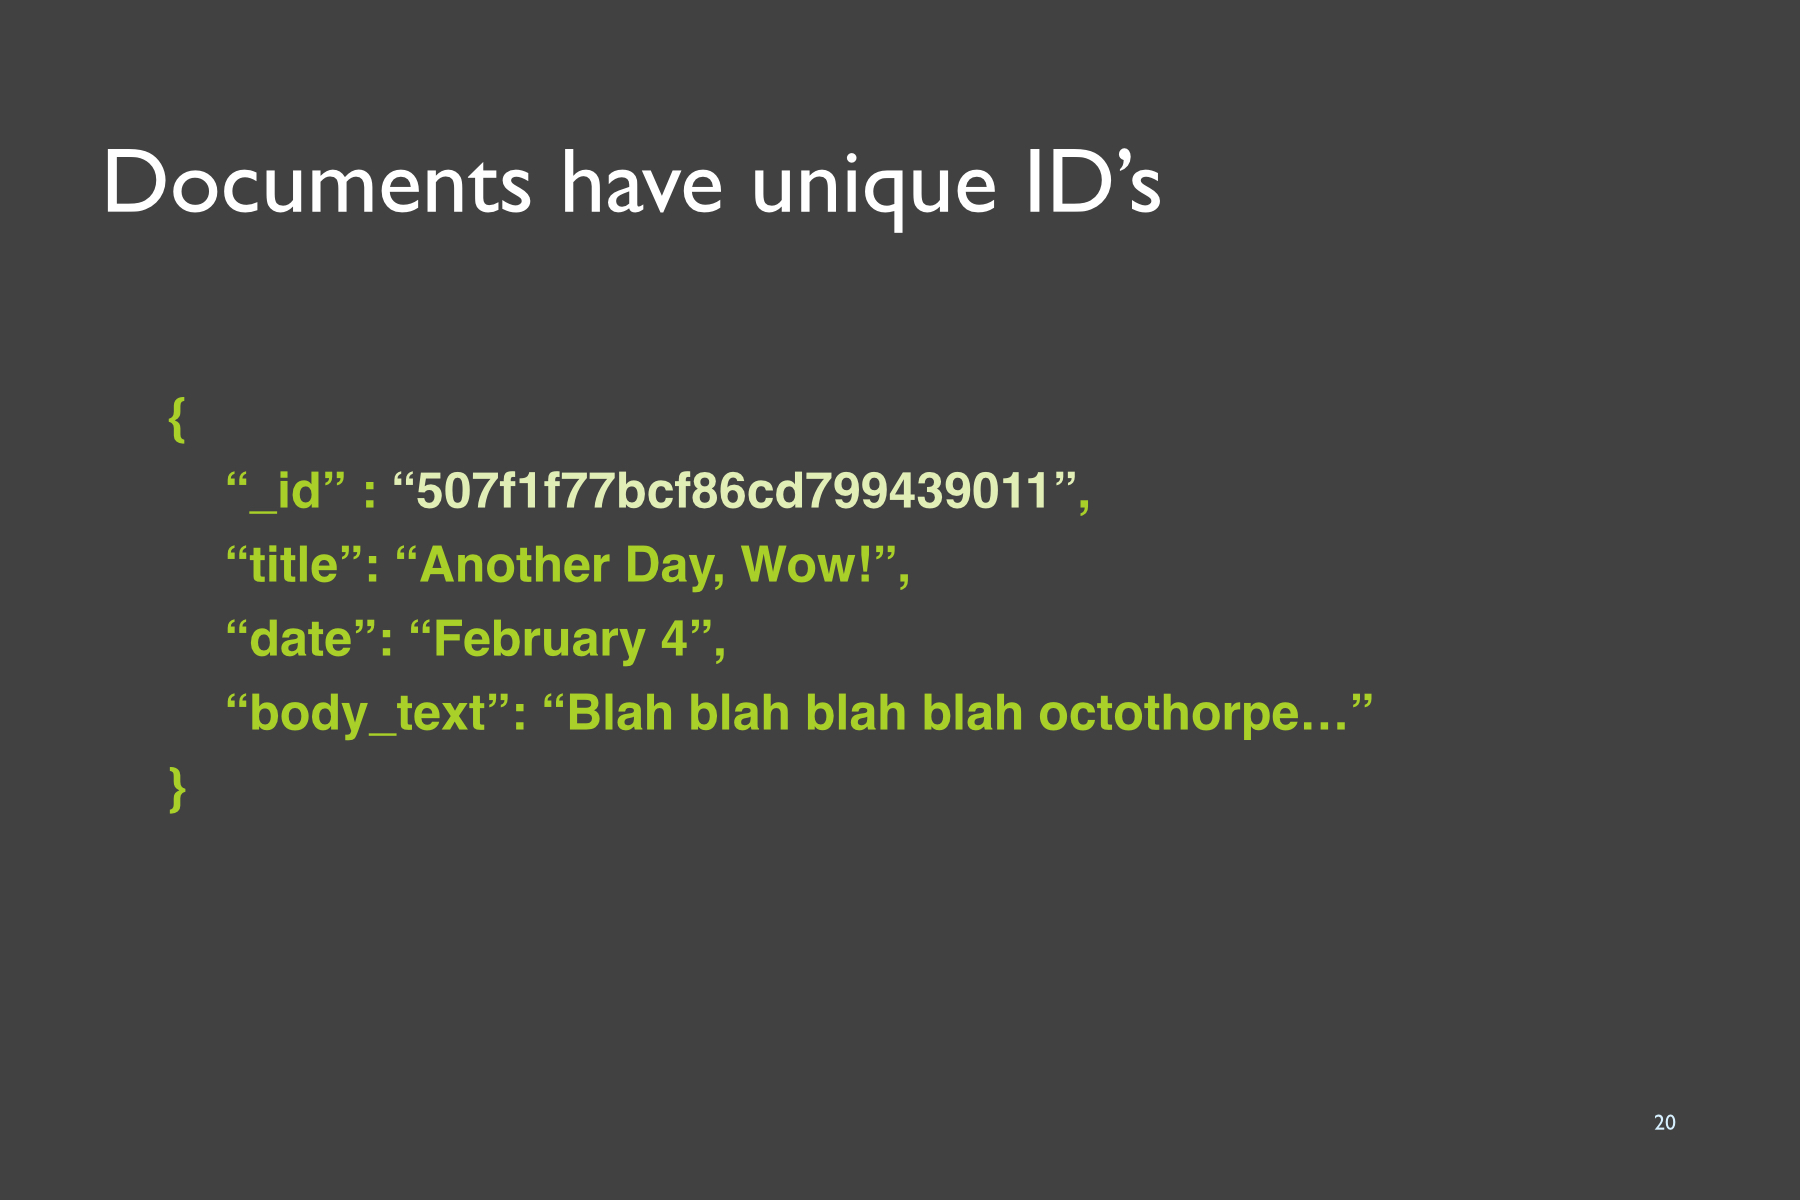 Documents have unique ID’s
{
“_id” : “507f1f77bcf86cd799439011”,
“title”: “Another Day, Wow!”,
“date”: “February 4”,
“body_text”: “Blah blah blah blah octothorpe…”
}
20